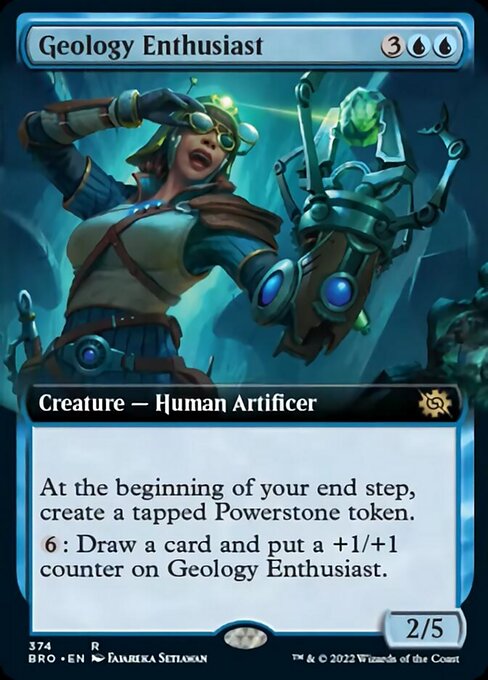 Geology Enthusiast 3
Creature — Human Artificer
At the beginning of your end step,
create a tapped Powerstone token.
6: Draw a card and put a +1/+1
counter on Geology Enthusiast.
2/5
374 R
BRO • EN Fajareka Setiawan
™ & © 2022 Wizards of the Coast